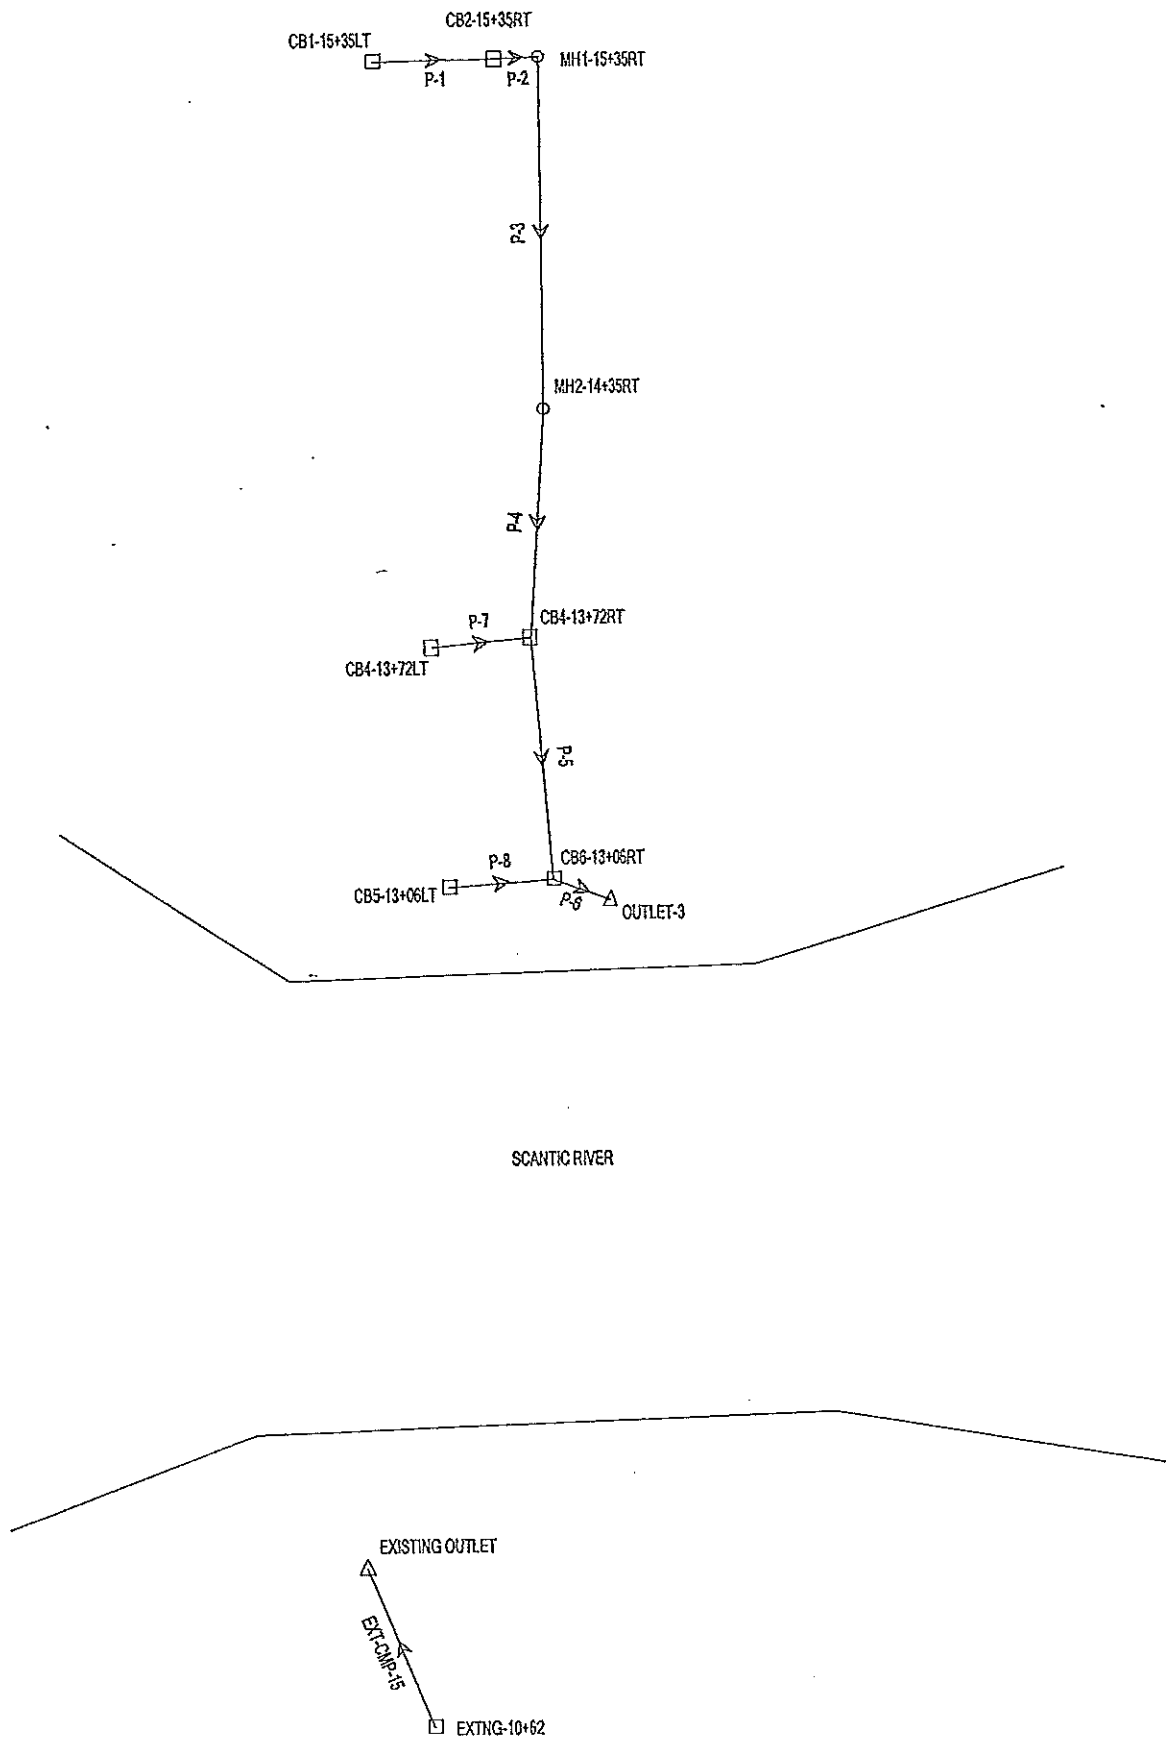 CB2-15+35RT
CB1-15+35LT
MH1-15+35RT
P-1
P-2
P-3
MH2-14+35RT
P-4
CB4-13+72RT
P-7
CB4-13+72LT
P-5
CB6-13+06RT
P-8
CB5-13+06LT
P-6
OUTLET-3
SCANTIC RIVER
EXISTING OUTLET
EXT-CMP-15
EXTNG-10+62